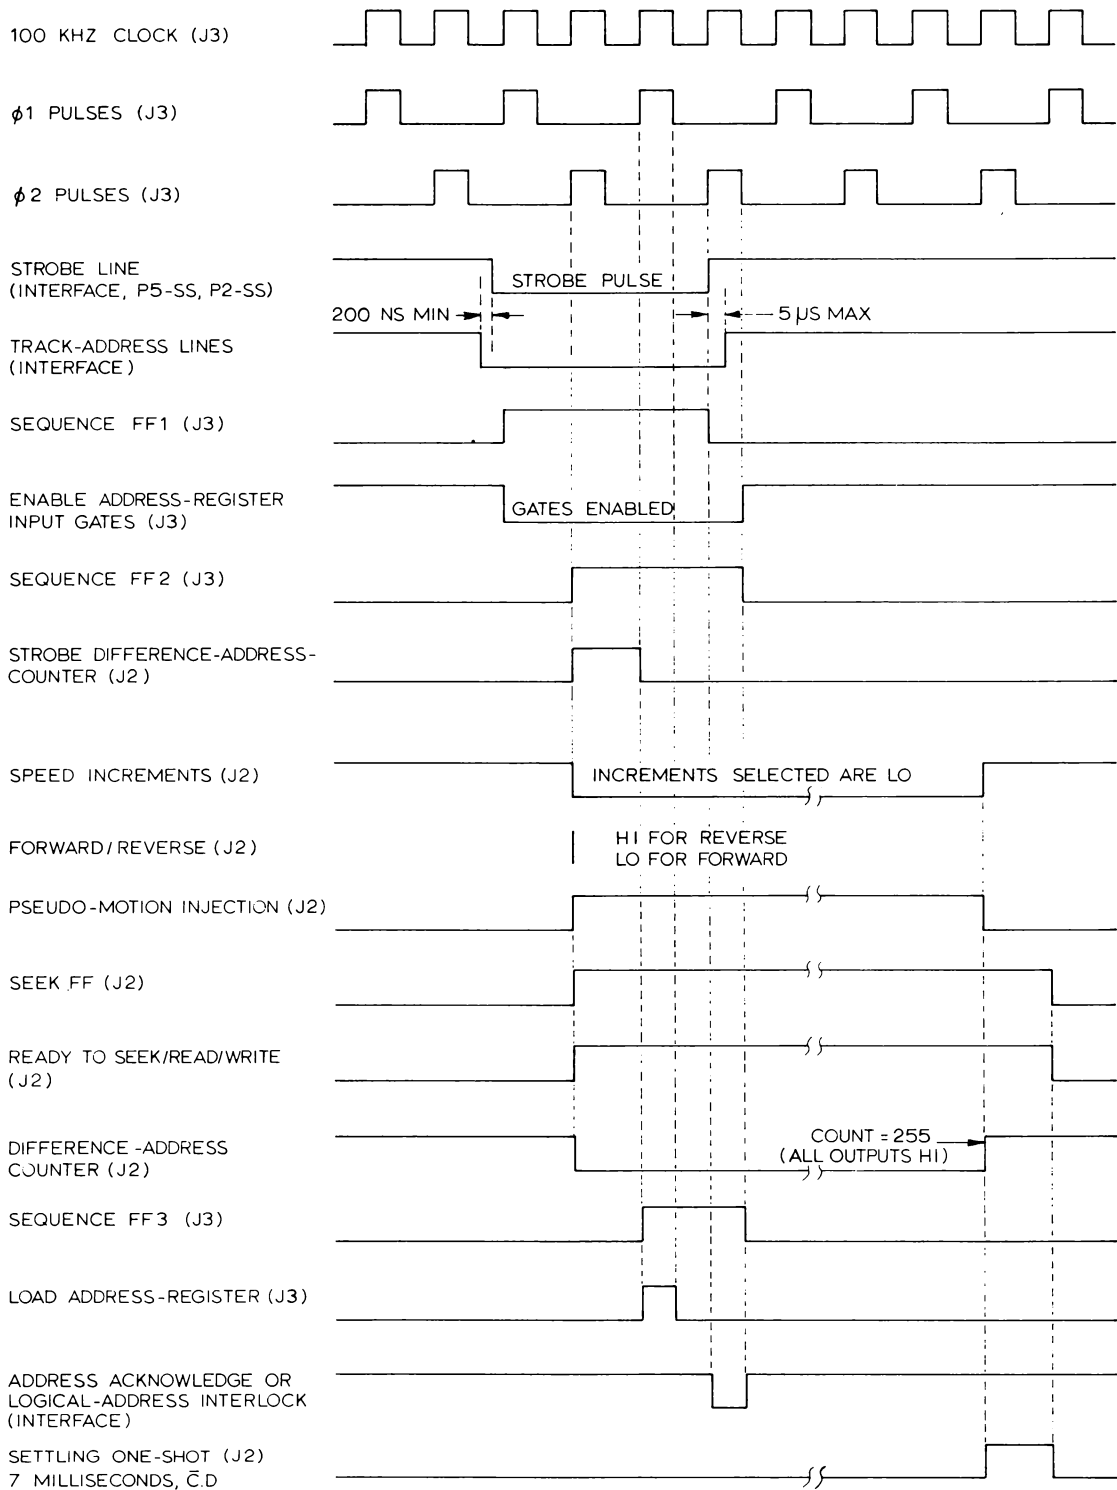 100 KHZ CLOCK (J3)
ϕ1 PULSES (J3)
ϕ2 PULSES (J3)
STROBE LINE
(INTERFACE, P5-SS, P2-SS)
STROBE PULSE
200 NS MIN
5 µS MAX
TRACK-ADDRESS LINES
(INTERFACE)
SEQUENCE FF1 (J3)
ENABLE ADDRESS-REGISTER
INPUT GATES (J3)
GATES ENABLED
SEQUENCE FF2 (J3)
STROBE DIFFERENCE-ADDRESS-
COUNTER (J2)
SPEED INCREMENTS (J2)
INCREMENTS SELECTED ARE LO
FORWARD/REVERSE (J2)
HI FOR REVERSE
LO FOR FORWARD
PSEUDO-MOTION INJECTION (J2)
SEEK FF (J2)
READY TO SEEK/READ/WRITE
(J2)
DIFFERENCE-ADDRESS
COUNTER (J2)
COUNT = 255
(ALL OUTPUTS HI)
SEQUENCE FF3 (J3)
LOAD ADDRESS-REGISTER (J3)
ADDRESS ACKNOWLEDGE OR
LOGICAL-ADDRESS INTERLOCK
(INTERFACE)
SETTLING ONE-SHOT (J2)
7 MILLISECONDS, C̄.D